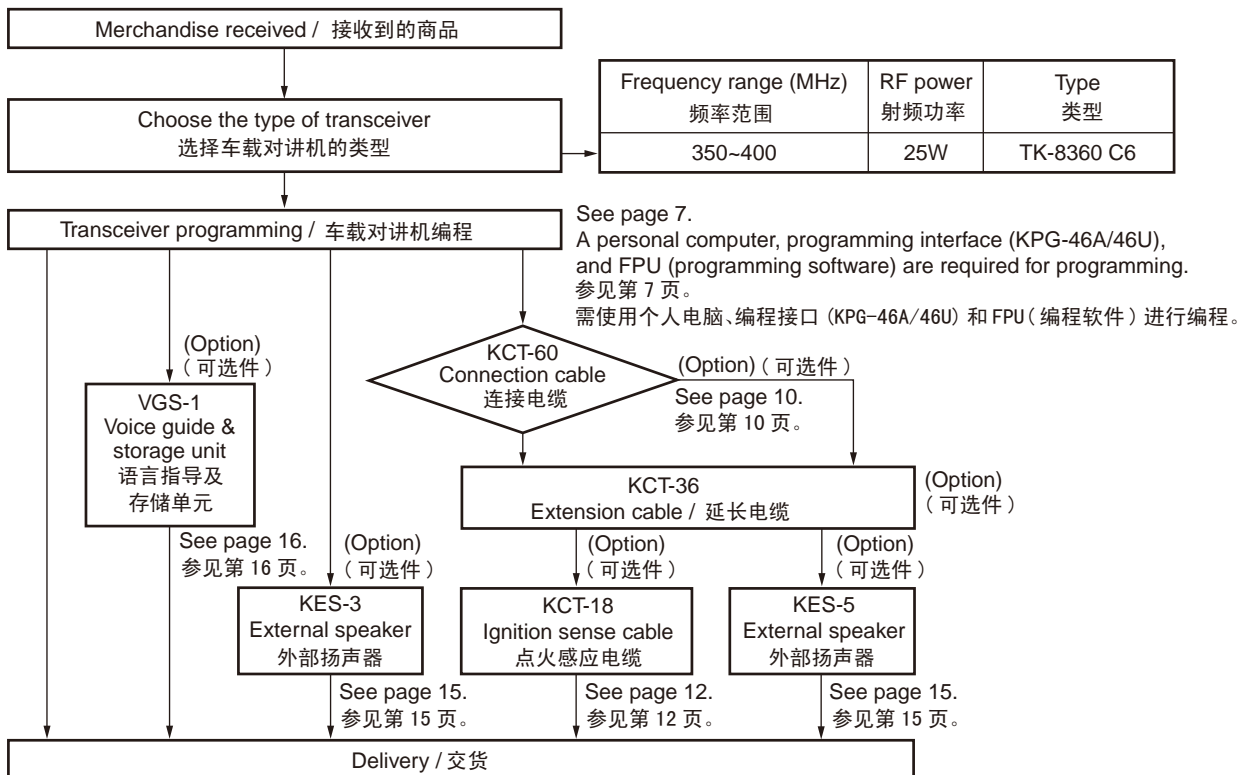 Merchandise received / 接收到的商品
Choose the type of transceiver
选择车载对讲机的类型
Frequency range (MHz)
频率范围
RF power
射频功率
Type
类型
350~400
25W
TK-8360 C6
Transceiver programming / 车载对讲机编程
See page 7.
A personal computer, programming interface (KPG-46A/46U),
and FPU (programming software) are required for programming.
参见第 7 页。
需使用个人电脑、编程接口 (KPG-46A/46U) 和 FPU( 编程软件 ) 进行编程。
(Option)
( 可选件 )
VGS-1
Voice guide &
storage unit
语言指导及
存储单元
See page 16.
参见第 16 页。
KCT-60
Connection cable
连接电缆
(Option) ( 可选件 )
See page 10.
参见第 10 页。
KCT-36
Extension cable / 延长电缆
(Option)
( 可选件 )
(Option)
( 可选件 )
KES-3
External speaker
外部扬声器
See page 15.
参见第 15 页。
(Option)
( 可选件 )
KCT-18
Ignition sense cable
点火感应电缆
See page 12.
参见第 12 页。
(Option)
( 可选件 )
KES-5
External speaker
外部扬声器
See page 15.
参见第 15 页。
Delivery / 交货